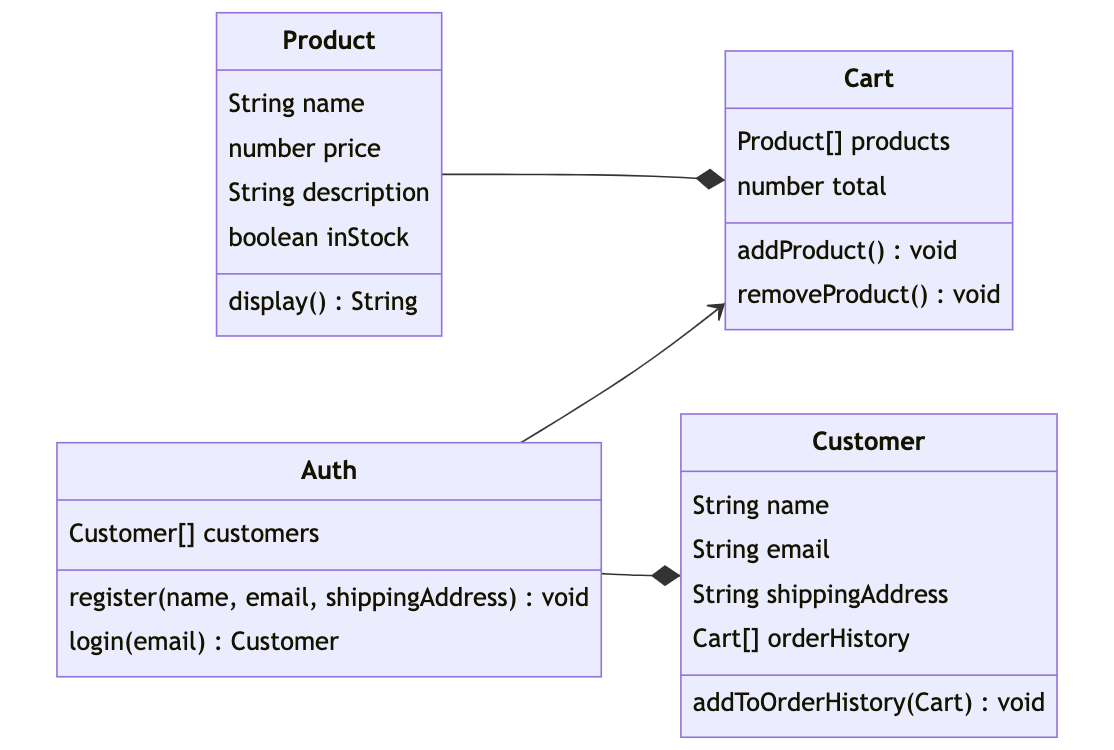 Product
String name
number price
String description
boolean inStock
display() : String
Cart
Product[] products
number total
addProduct() : void
removeProduct() : void
Auth
Customer[] customers
register(name, email, shippingAddress) : void
login(email) : Customer
Customer
String name
String email
String shippingAddress
Cart[] orderHistory
addToOrderHistory(Cart) : void